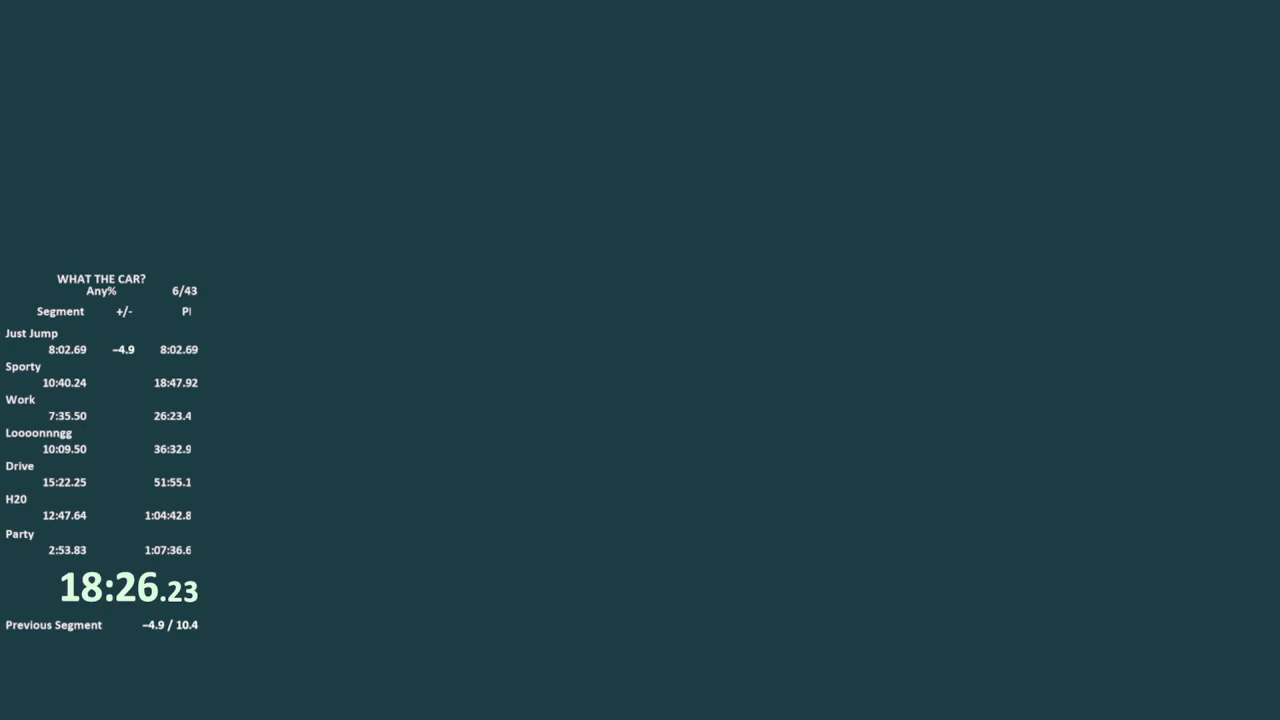 WHAT THE CAR?
Any% 6/43
Segment +/-
Just Jump
8:02.69 −4.9 8:02.69
Sporty
10:40.24 18:47.92
Work
7:35.50 26:23.4
Loooonnngg
10:09.50 36:32.9
Drive
15:22.25 51:55.1
H20
12:47.64 1:04:42.8
Party
2:53.83 1:07:36.6
18:26.23
Previous Segment −4.9 / 10.4